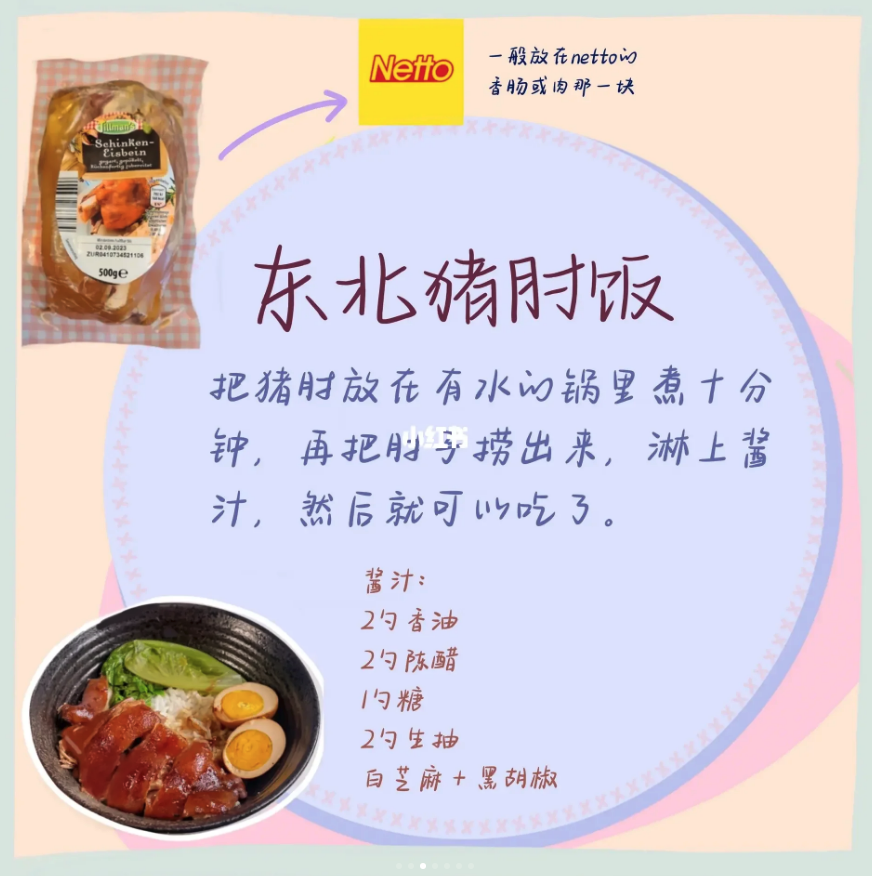 Netto
一般放在netto的
香肠或肉那一块
Tillman's
Schinken-
Eisbein
02.09.2023
500g
东北猪肘饭
把猪肘放在有水的锅里煮十分
钟，再把肘子捞出来，淋上酱
汁，然后就可以吃了。
小红书
酱汁：
2勺香油
2勺陈醋
1勺糖
2勺生抽
白芝麻+黑胡椒